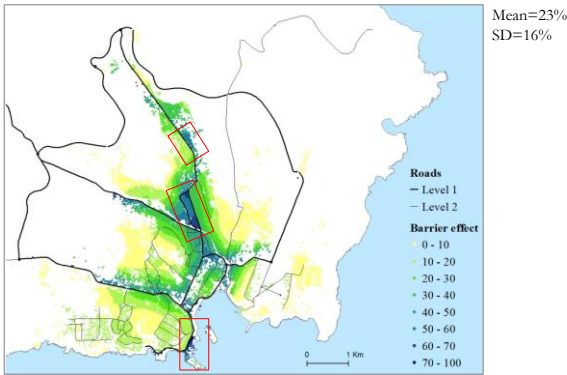 Mean=23%
SD=16%
Roads
Level 1
Level 2
Barrier effect
0 - 10
10 - 20
20 - 30
30 - 40
40 - 50
50 - 60
60 - 70
70 - 100
0 1 Km